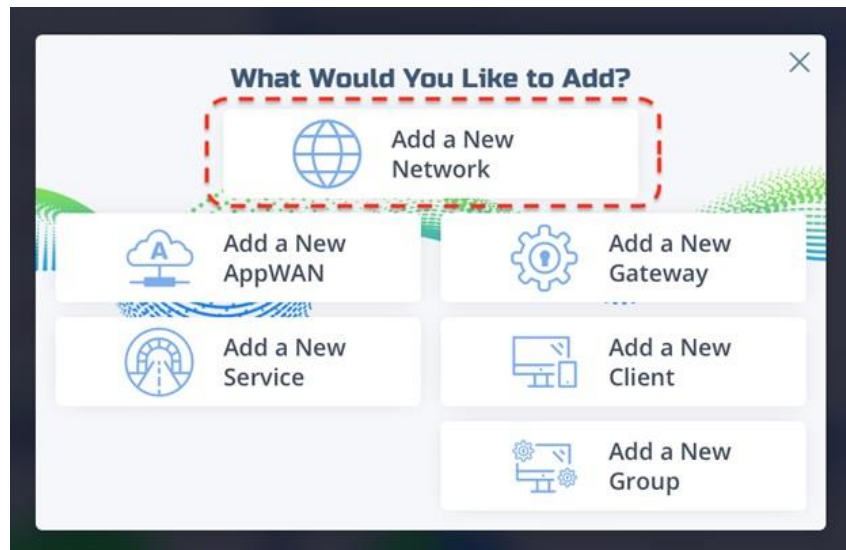 What Would You Like to Add?
Add a New
Network
A
Add a New
AppWAN
Add a New
Gateway
Add a New
Service
Add a New
Client
Add a New
Group